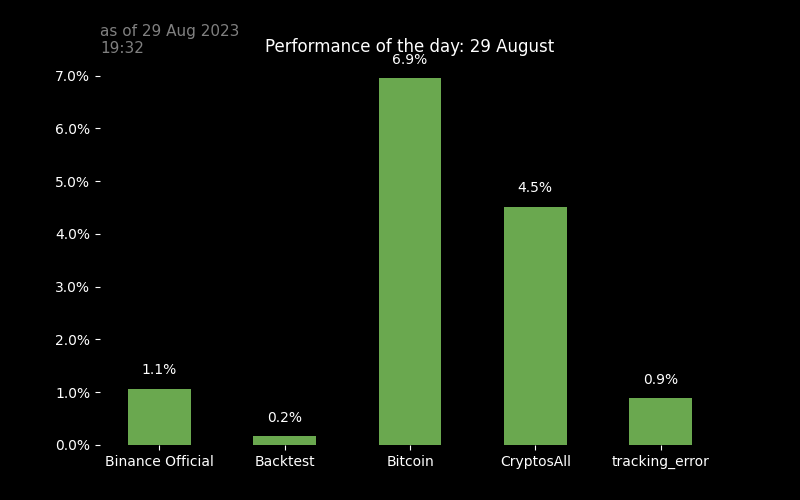 as of 29 Aug 2023
19:32
Performance of the day: 29 August
7.0%
6.0%
5.0%
4.0%
3.0%
2.0%
1.0%
0.0%
1.1%
0.2%
6.9%
4.5%
0.9%
Binance Official
Backtest
Bitcoin
CryptosAll
tracking_error